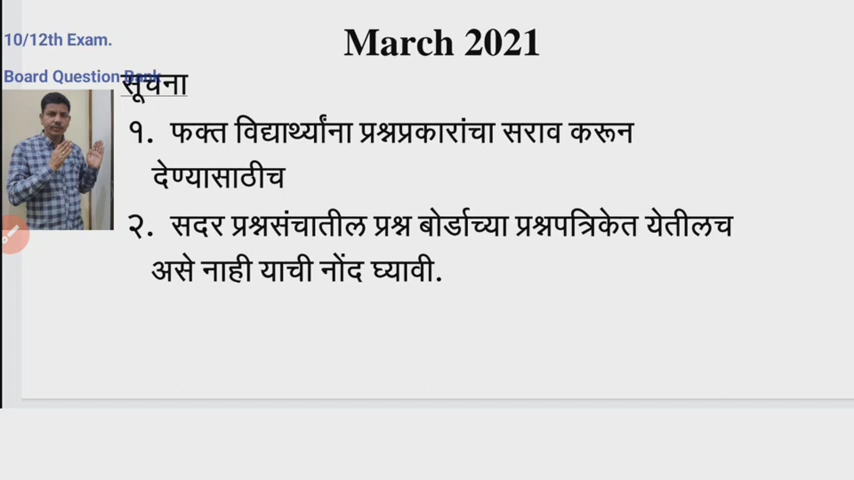 10/12th Exam.
March 2021
Board Question Bank
सूचना
१. फक्त विद्यार्थ्यांना प्रश्नप्रकारांचा सराव करून
देण्यासाठीच
२. सदर प्रश्नसंचातील प्रश्न बोर्डाच्या प्रश्नपत्रिकेत येतीलच
असे नाही याची नोंद घ्यावी.